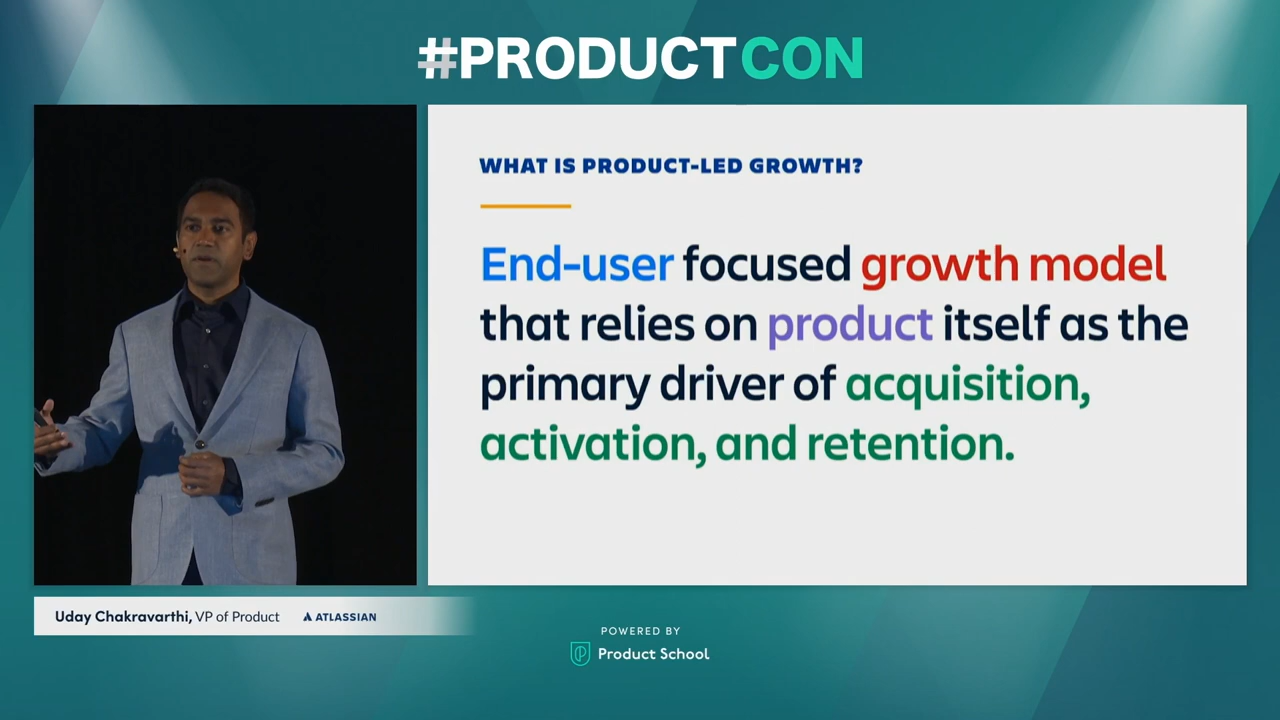 #PRODUCTCON
WHAT IS PRODUCT-LED GROWTH?
End-user focused growth model
that relies on product itself as the
primary driver of acquisition,
activation, and retention.
Uday Chakravarthi, VP of Product ATLASSIAN
POWERED BY
Product School